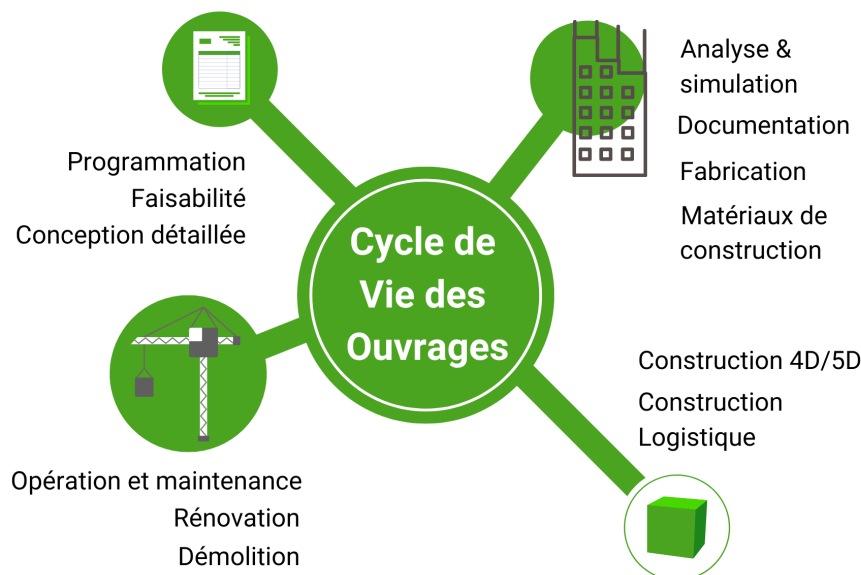 Programmation
Faisabilité
Conception détaillée
Analyse &
simulation
Documentation
Fabrication
Matériaux de
construction
Cycle de
Vie des
Ouvrages
Construction 4D/5D
Construction
Logistique
Opération et maintenance
Rénovation
Démolition